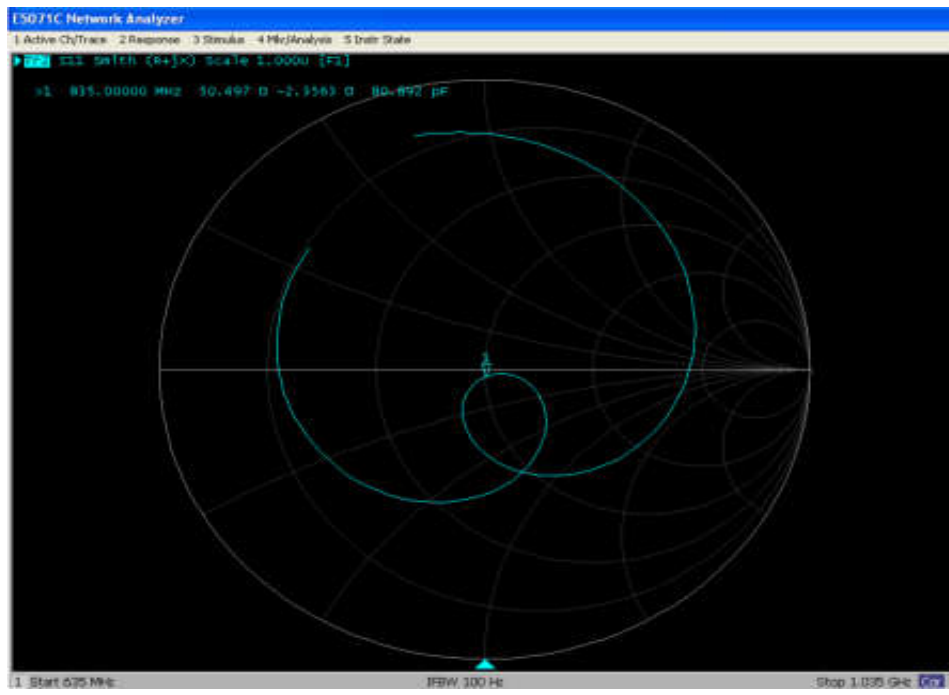 E5071C Network Analyzer
1 Active Ch/Trace 2 Response 3 Stimulus 4 Mkr/Analysis 5 Instr State
S11 Smith (R+jX) Scale 1.000U [F1]
>1 835.00000 MHz 50.497 Ω -2.3563 Ω 80.892 pF
1
1 Start 635 MHz IFBW 100 Hz Stop 1.035 GHz Cor